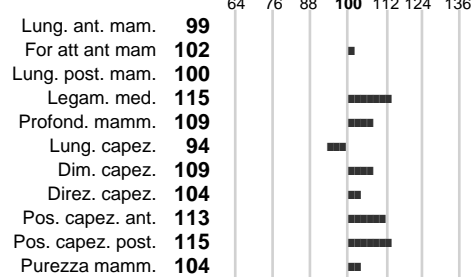 64 76 88 100 112 124 136
Lung. ant. mam. 99
For att ant mam 102
Lung. post. mam. 100
Legam. med. 115
Profond. mamm. 109
Lung. capez. 94
Dim. capez. 109
Direz. capez. 104
Pos. capez. ant. 113
Pos. capez. post. 115
Purezza mamm. 104